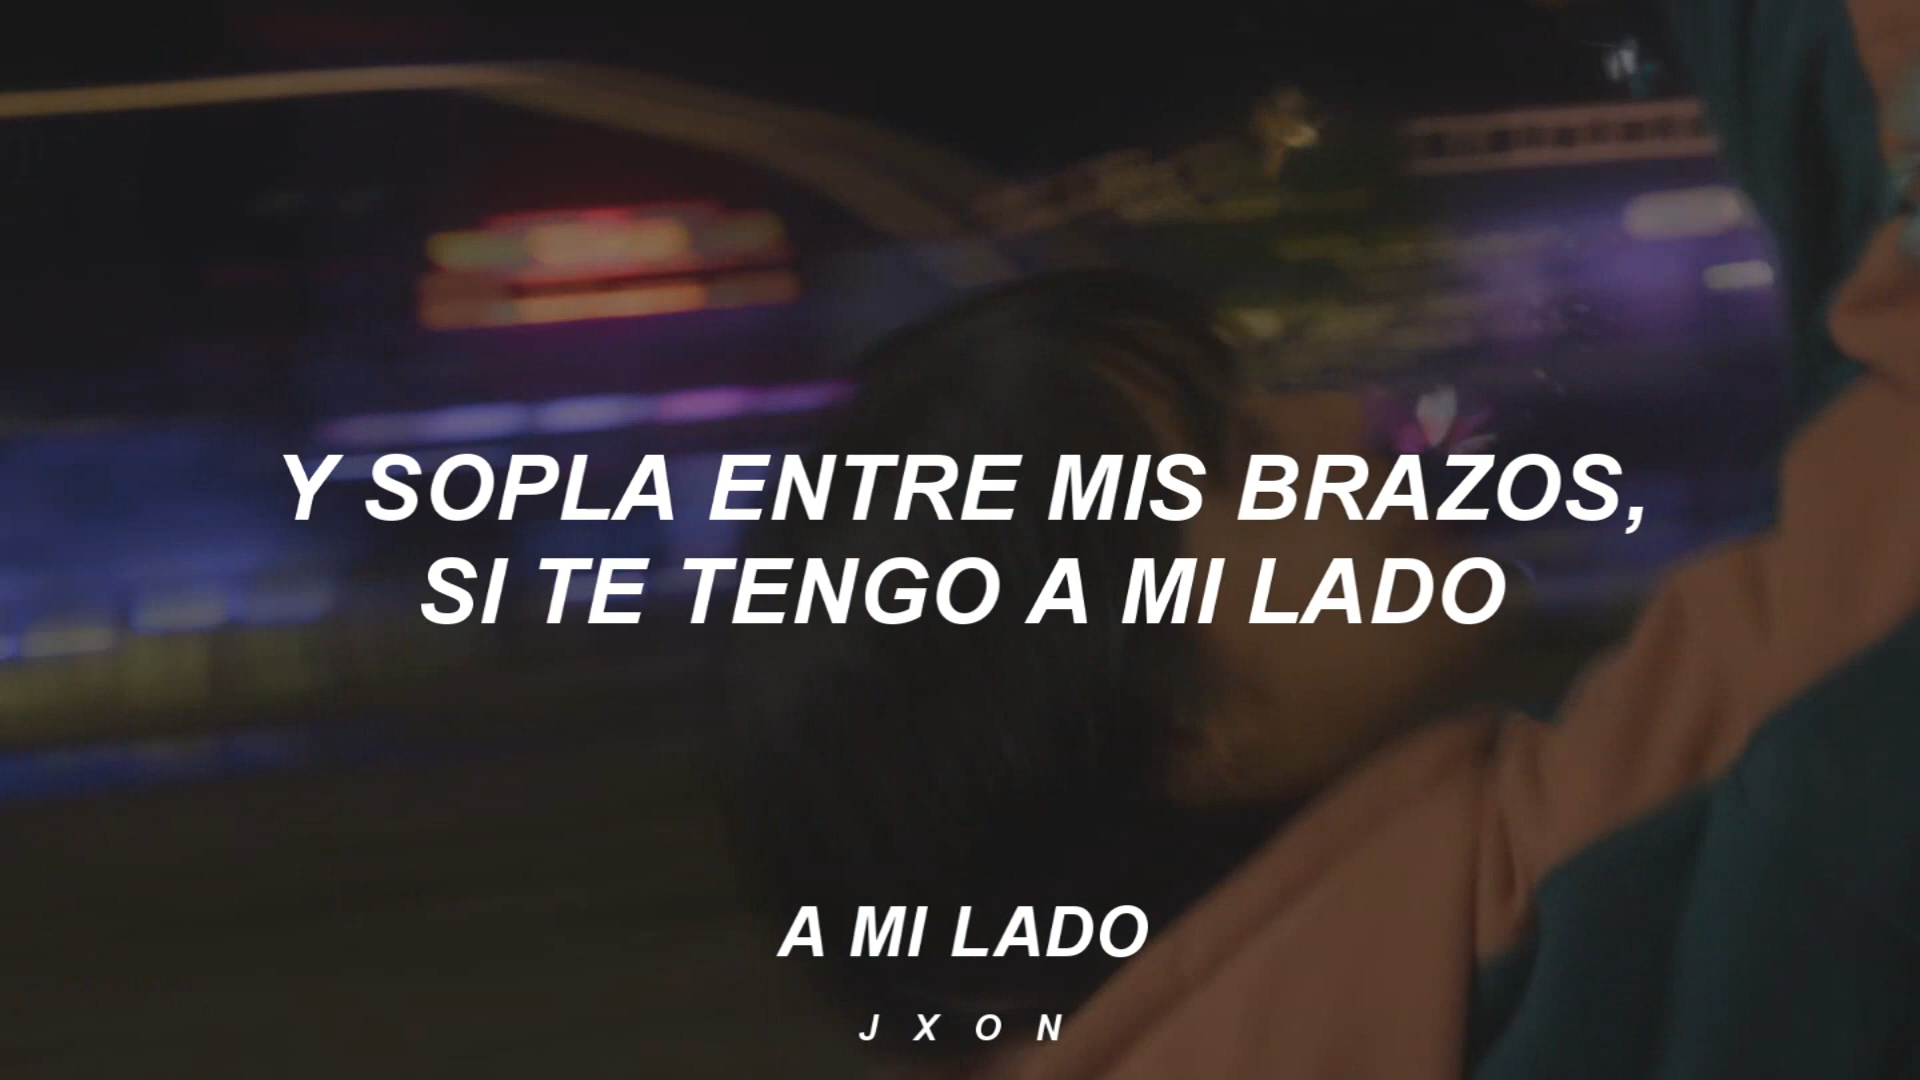 Y SOPLA ENTRE MIS BRAZOS,
SI TE TENGO A MI LADO
A MI LADO
J X O N